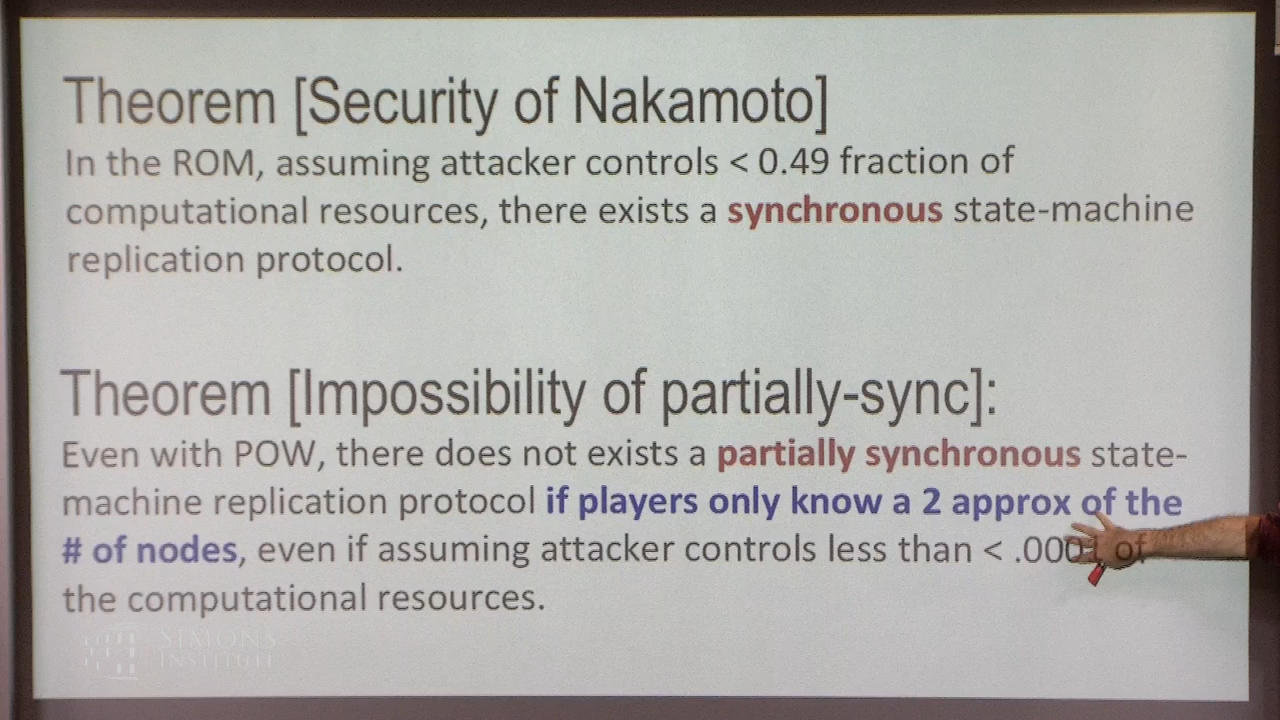 Theorem [Security of Nakamoto]
In the ROM, assuming attacker controls < 0.49 fraction of
computational resources, there exists a synchronous state-machine
replication protocol.
Theorem [Impossibility of partially-sync]:
Even with POW, there does not exists a partially synchronous state-
machine replication protocol if players only know a 2 approx of the
# of nodes, even if assuming attacker controls less than < .0001 of
the computational resources.
SIMONS
INSTITUTE